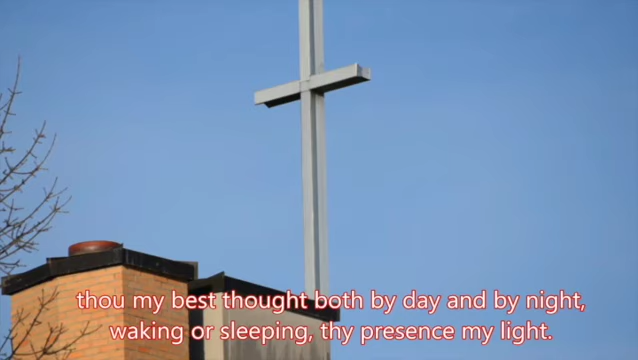 thou my best thought both by day and by night,
waking or sleeping, thy presence my light.